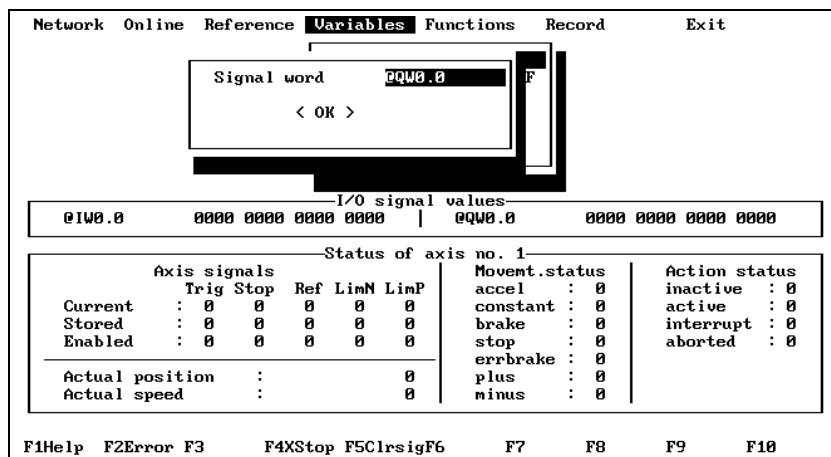 Network Online Reference Variables Functions Record Exit
Signal word @QW0.0 F
< OK >
I/O signal values
@IW0.0 0000 0000 0000 0000 | @QW0.0 0000 0000 0000 0000
Status of axis no. 1
Axis signals Movemt.status Action status
Trig Stop Ref LimN LimP accel : 0 inactive : 0
Current : 0 0 0 0 0 constant : 0 active : 0
Stored : 0 0 0 0 0 brake : 0 interrupt : 0
Enabled : 0 0 0 0 0 stop : 0 aborted : 0
errbrake : 0
Actual position : 0 plus : 0
Actual speed : 0 minus : 0
F1Help F2Error F3 F4XStop F5ClrsigF6 F7 F8 F9 F10